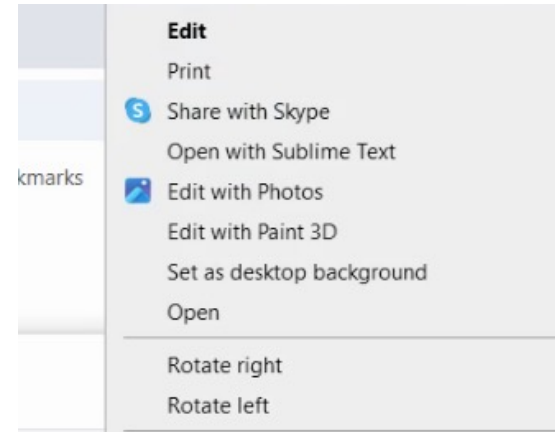 Edit
Print
Share with Skype
Open with Sublime Text
kmarks
Edit with Photos
Edit with Paint 3D
Set as desktop background
Open
Rotate right
Rotate left